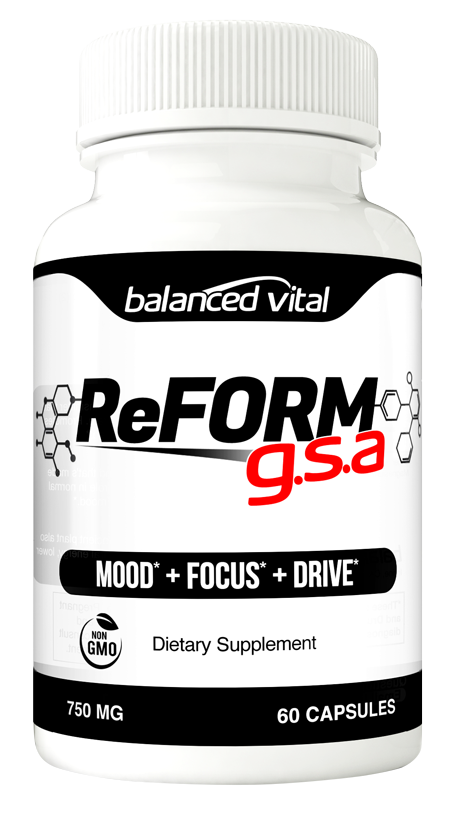 balanced vital
ReFORM
g.s.a
MOOD* + FOCUS* + DRIVE*
NON
GMO
Dietary Supplement
750 MG
60 CAPSULES